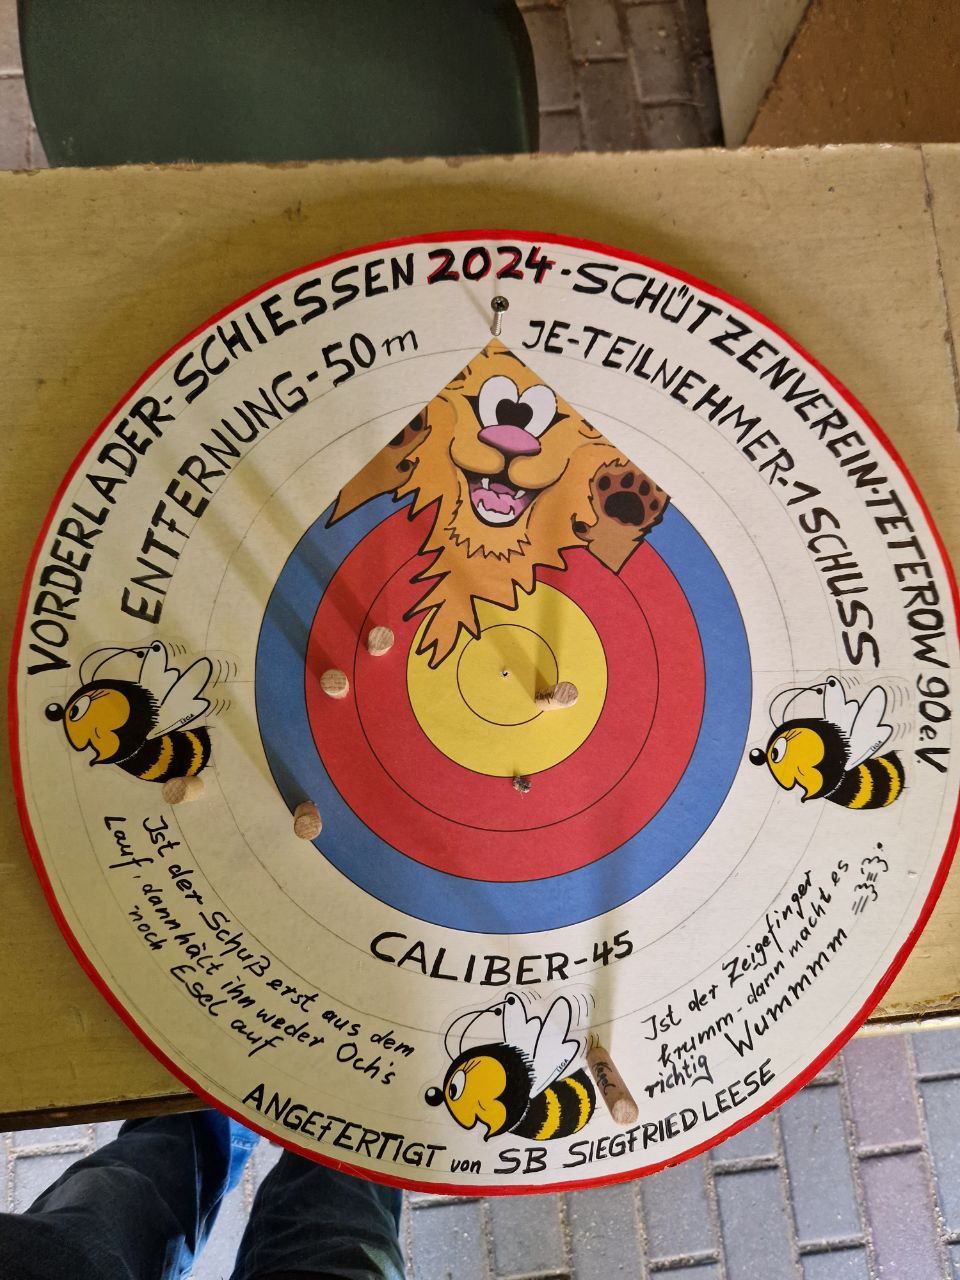 VORDERLADER-SCHIESSEN 2024-SCHÜTZENVEREIN-TETEROW 90 e.V
ENTFERNUNG-50 m
JE-TEILNEHMER-1 SCHUSS
Ist der Schuß erst aus dem
Lauf, dann hält ihn weder Och's
noch Esel auf
CALIBER-45
Ist der Zeigefinger
krumm-dann macht es
richtig Wummmmm
ANGEFERTIGT von SB SIEGFRIED LEESE